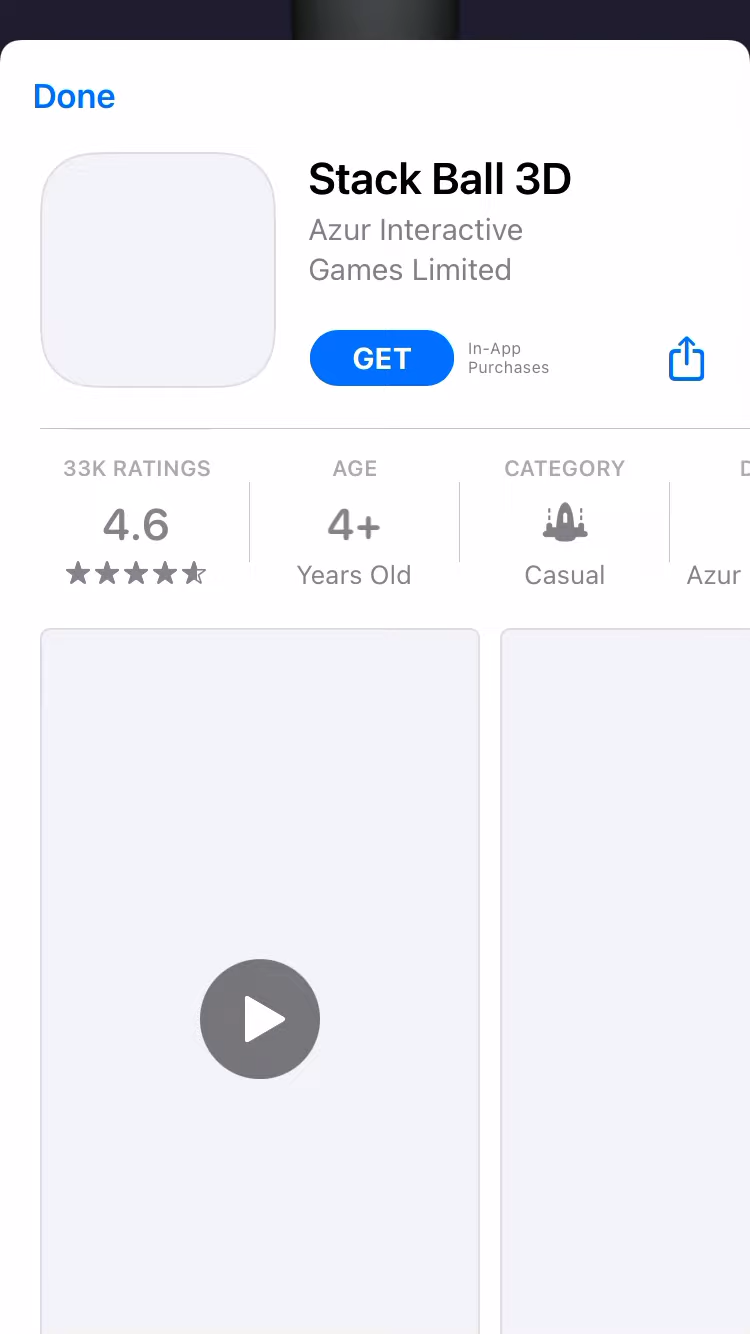 Done
Stack Ball 3D
Azur Interactive
Games Limited
GET
In-App
Purchases
33K RATINGS
AGE
CATEGORY
D
4.6
4+
Years Old
Casual
Azur